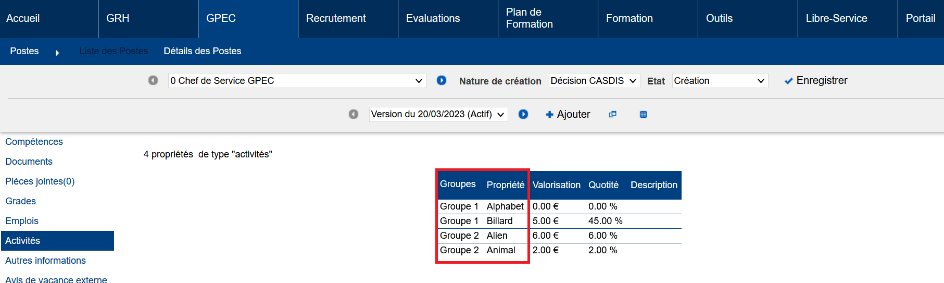 Accueil GRH GPEC Recrutement Evaluations Plan de Formation Formation Outils Libre-Service Portail
Postes Liste des Postes Détails des Postes
0 Chef de Service GPEC Nature de création Décision CASDIS Etat Création Enregistrer
Version du 20/03/2023 (Actif) Ajouter
Compétences
Documents
Pièces jointes(0)
Grades
Emplois
Activités
Autres informations
Avis de vacance externe
4 propriétés de type "activités"
Groupes Propriété Valorisation Quotité Description
Groupe 1 Alphabet 0.00 € 0.00 %
Groupe 1 Billard 5.00 € 45.00 %
Groupe 2 Alien 6.00 € 6.00 %
Groupe 2 Animal 2.00 € 2.00 %